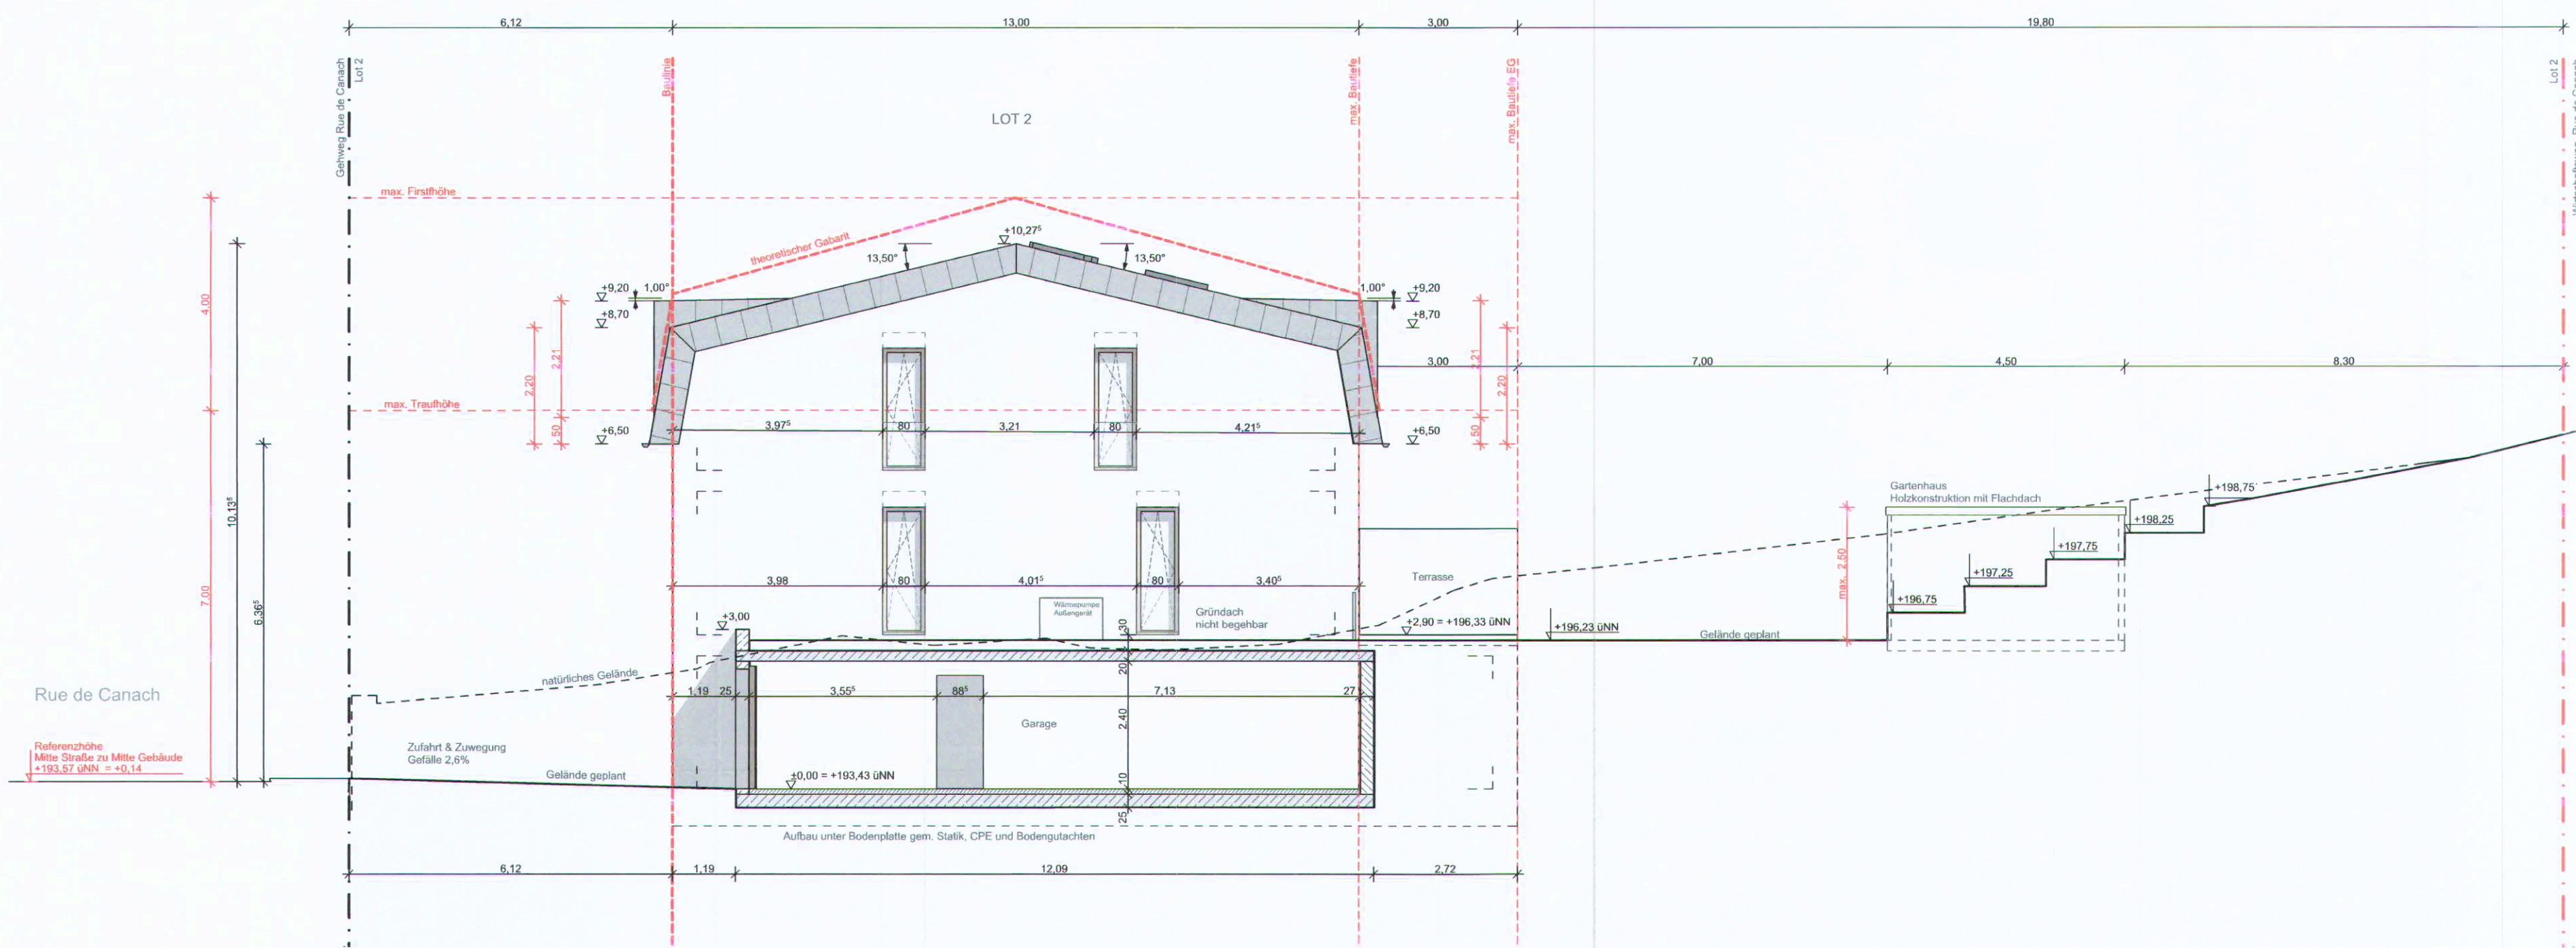 6,12
13,00
3,00
19,80
Gehweg Rue de Canach
Lot 2
Baulinie
max. Bautiefe
max. Bautiefe EG
Lot 2
LOT 2
max. Firsthöhe
theoretischer Gabarit
+10,27⁵
13,50°
13,50°
+9,20
1,00°
+8,70
1,00°
+9,20
+8,70
4,00
2,21
2,20
50
2,21
2,20
50
3,00
7,00
4,50
8,30
max. Traufhöhe
+6,50
3,97⁵
80
3,21
80
4,21⁵
+6,50
10,13⁵
6,36⁵
7,00
Gartenhaus
Holzkonstruktion mit Flachdach
+198,75
+198,25
+197,75
+197,25
+196,75
max. 2,50
3,98
80
4,01⁵
80
3,40⁵
Terrasse
Wärmepumpe
Außengerät
Gründach
nicht begehbar
+3,00
30
+2,90 = +196,33 üNN
+196,23 üNN
Gelände geplant
natürliches Gelände
20
1,19
25
3,55⁵
88⁵
7,13
27
2,40
Garage
Rue de Canach
Referenzhöhe
Mitte Straße zu Mitte Gebäude
+193,57 üNN = +0,14
Zufahrt & Zuwegung
Gefälle 2,6%
Gelände geplant
±0,00 = +193,43 üNN
10
25
Aufbau unter Bodenplatte gem. Statik, CPE und Bodengutachten
6,12
1,19
12,09
2,72